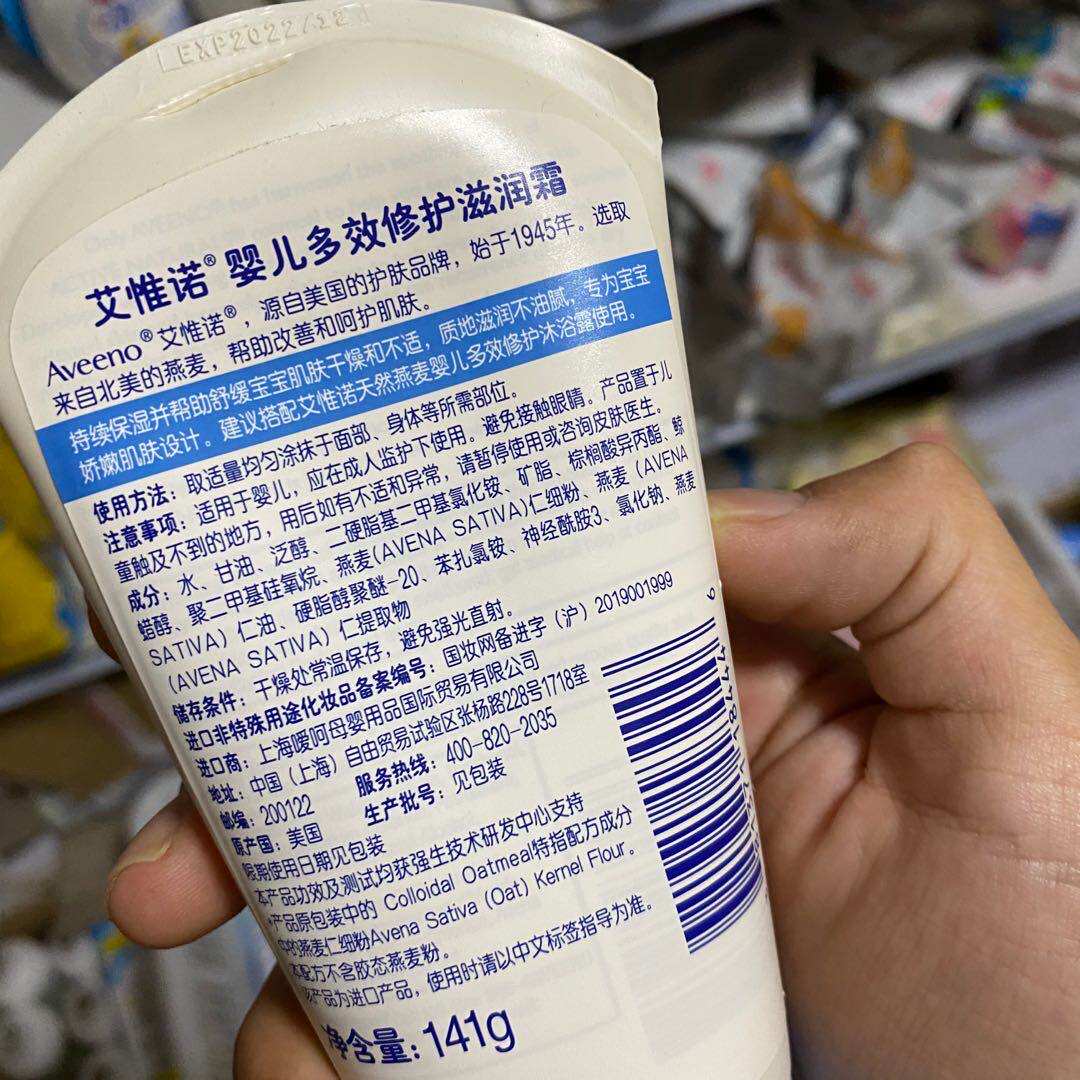 EXP2022/12
艾惟诺® 婴儿多效修护滋润霜
Aveeno® 艾惟诺®，源自美国的护肤品牌，始于1945年。选取
来自北美的燕麦，帮助改善和呵护肌肤。
持续保湿并帮助舒缓宝宝肌肤干燥和不适，质地滋润不油腻，专为宝宝
娇嫩肌肤设计。建议搭配艾惟诺天然燕麦婴儿多效修护沐浴露使用。
使用方法：取适量均匀涂抹于面部、身体等所需部位。
注意事项：适用于婴儿，应在成人监护下使用。避免接触眼睛。产品置于儿
童触及不到的地方，用后如有不适和异常，请暂停使用或咨询皮肤医生。
成分：水、甘油、泛醇、二硬脂基二甲基氯化铵、矿脂、棕榈酸异丙酯、鲸
蜡醇、聚二甲基硅氧烷、燕麦(AVENA SATIVA)仁细粉、燕麦（AVENA
SATIVA）仁油、硬脂醇聚醚-20、苯扎氯铵、神经酰胺3、氯化钠、燕麦
（AVENA SATIVA）仁提取物
储存条件：干燥处常温保存，避免强光直射。
进口非特殊用途化妆品备案编号：国妆网备进字（沪）2019001999
进口商：上海嗳呵母婴用品国际贸易有限公司
地址：中国（上海）自由贸易试验区张杨路228号1718室
邮编：200122 服务热线：400-820-2035
原产国：美国 生产批号：见包装
限期使用日期见包装
本产品功效及测试均获强生技术研发中心支持
*产品原包装中的 Colloidal Oatmeal特指配方成分
中的燕麦仁细粉Avena Sativa (Oat) Kernel Flour。
本配方不含胶态燕麦粉。
该产品为进口产品，使用时请以中文标签指导为准。
净含量：141g